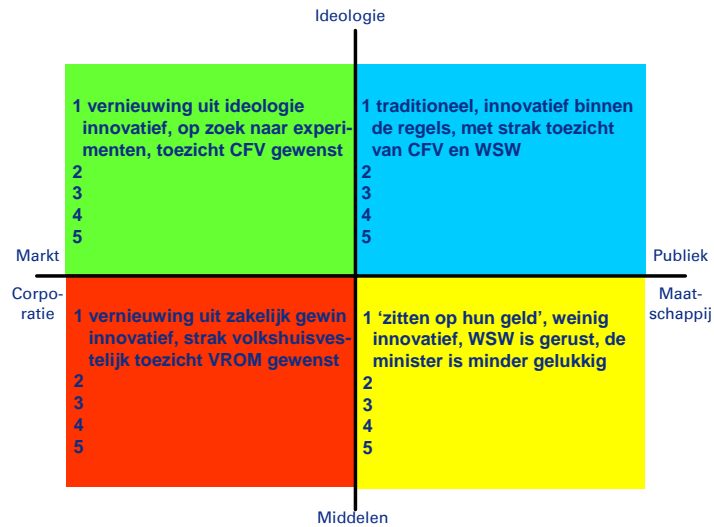 Ideologie
1 vernieuwing uit ideologie
innovatief, op zoek naar experi-
menten, toezicht CFV gewenst
2
3
4
5
1 traditioneel, innovatief binnen
de regels, met strak toezicht
van CFV en WSW
2
3
4
5
Markt
Publiek
Corpo-
ratie
Maat-
schappij
1 vernieuwing uit zakelijk gewin
innovatief, strak volkshuisves-
telijk toezicht VROM gewenst
2
3
4
5
1 ‘zitten op hun geld’, weinig
innovatief, WSW is gerust, de
minister is minder gelukkig
2
3
4
5
Middelen